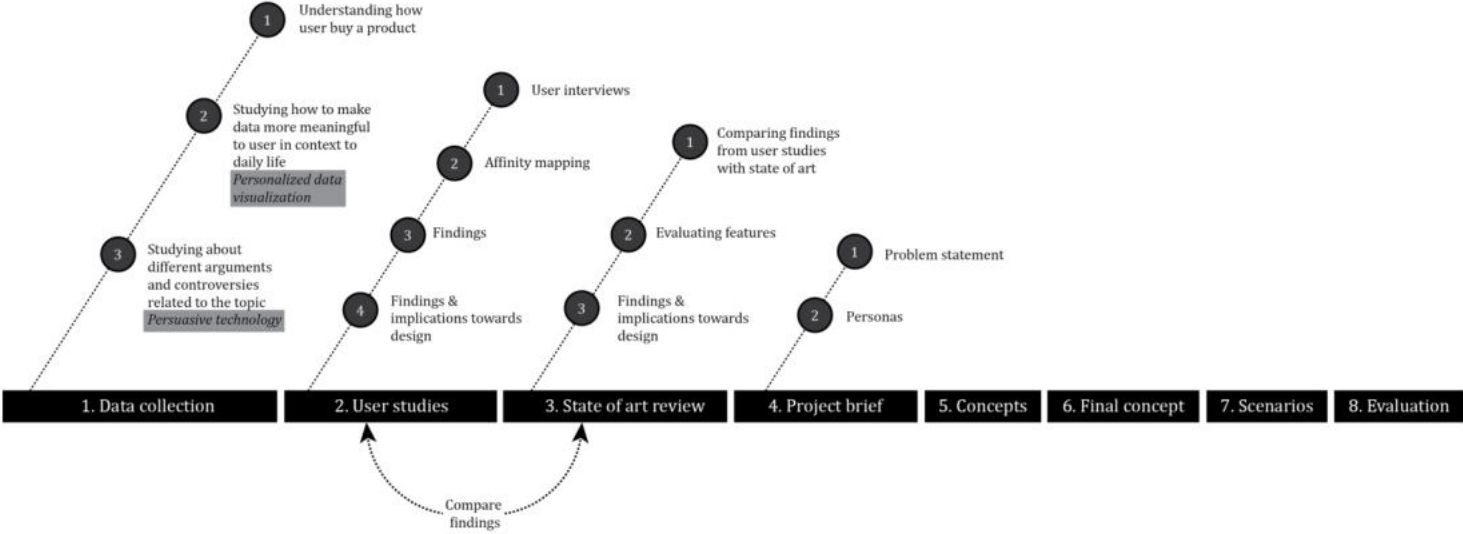 1
Understanding how
user buy a product
2
Studying how to make
data more meaningful
to user in context to
daily life
Personalized data
visualization
3
Studying about
different arguments
and controversies
related to the topic
Persuasive technology
1
User interviews
2
Affinity mapping
3
Findings
4
Findings &
implications towards
design
1
Comparing findings
from user studies
with state of art
2
Evaluating features
3
Findings &
implications towards
design
1
Problem statement
2
Personas
1. Data collection
2. User studies
3. State of art review
4. Project brief
5. Concepts
6. Final concept
7. Scenarios
8. Evaluation
Compare
findings